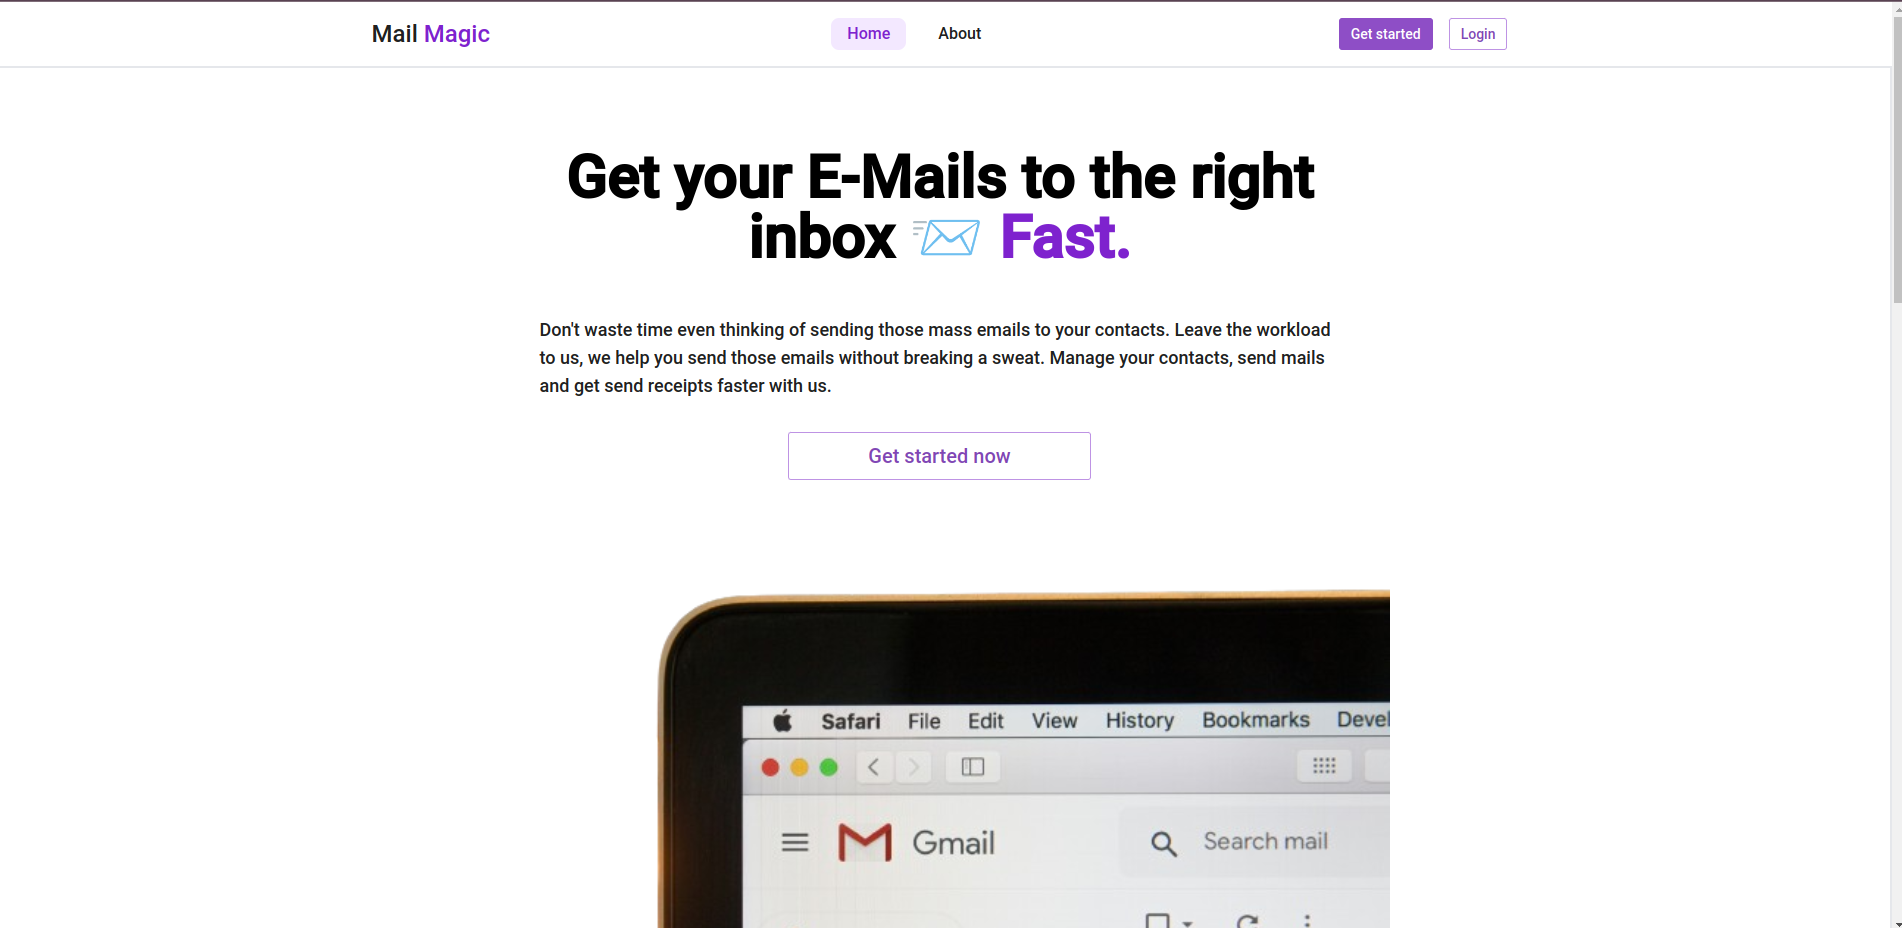 Mail Magic
Home
About
Get started
Login
Get your E-Mails to the right
inbox 📨 Fast.
Don't waste time even thinking of sending those mass emails to your contacts. Leave the workload
to us, we help you send those emails without breaking a sweat. Manage your contacts, send mails
and get send receipts faster with us.
Get started now
Safari File Edit View History Bookmarks Devel
Gmail
Search mail